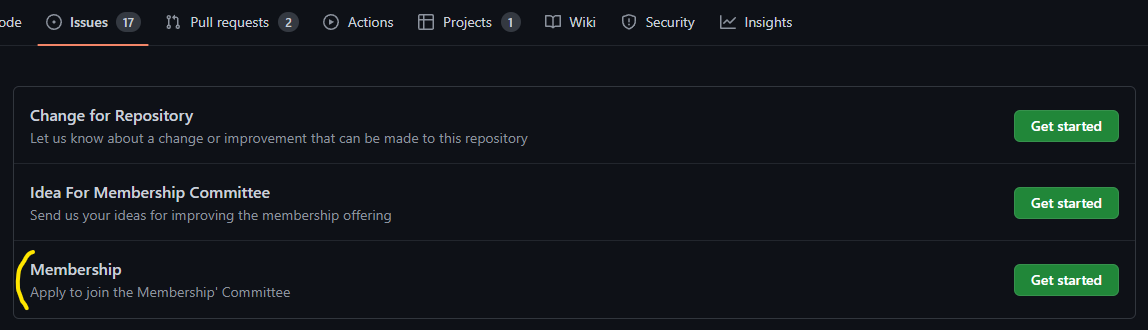 ode Issues 17 Pull requests 2 Actions Projects 1 Wiki Security Insights
Change for Repository
Let us know about a change or improvement that can be made to this repository
Get started
Idea For Membership Committee
Send us your ideas for improving the membership offering
Get started
Membership
Apply to join the Membership' Committee
Get started